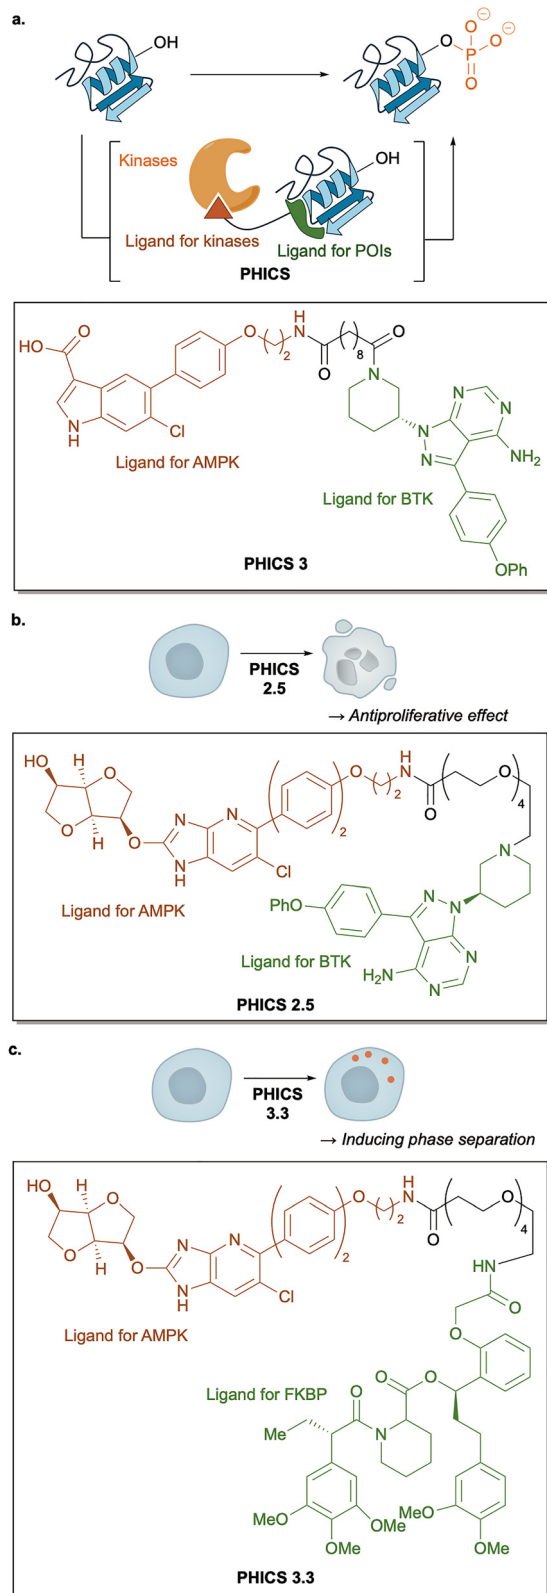 a.
OH
O
P
O⊖
O⊖
O
Kinases
OH
Ligand for kinases
Ligand for POIs
PHICS
HO
O
O
H
N
2
O
8
O
N
N
H
Cl
N
N
N
N
NH2
Ligand for AMPK
Ligand for BTK
OPh
PHICS 3
b.
PHICS
2.5
→ Antiproliferative effect
HO
H
O
O
H
O
N
N
N
H
Cl
2
O
2
H
N
O
O
4
N
PhO
N
N
N
N
H2N
Ligand for AMPK
Ligand for BTK
PHICS 2.5
c.
PHICS
3.3
→ Inducing phase separation
HO
H
O
O
H
O
N
N
N
H
Cl
2
O
2
H
N
O
O
4
HN
O
O
Ligand for AMPK
Ligand for FKBP
O
O
O
Me
N
MeO
OMe
OMe
MeO
OMe
PHICS 3.3